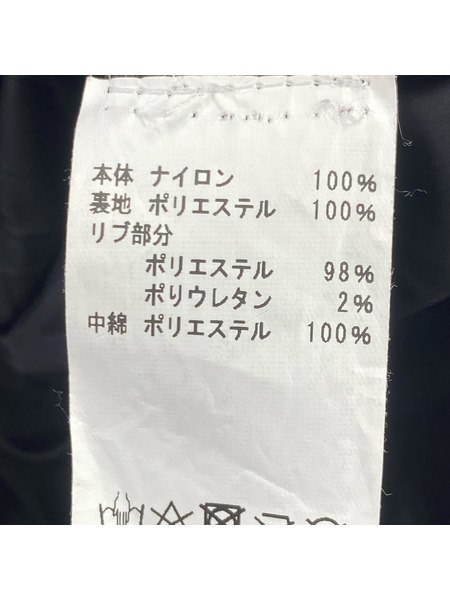 本体 ナイロン 100%
裏地 ポリエステル 100%
リブ部分
ポリエステル 98%
ポリウレタン 2%
中綿 ポリエステル 100%